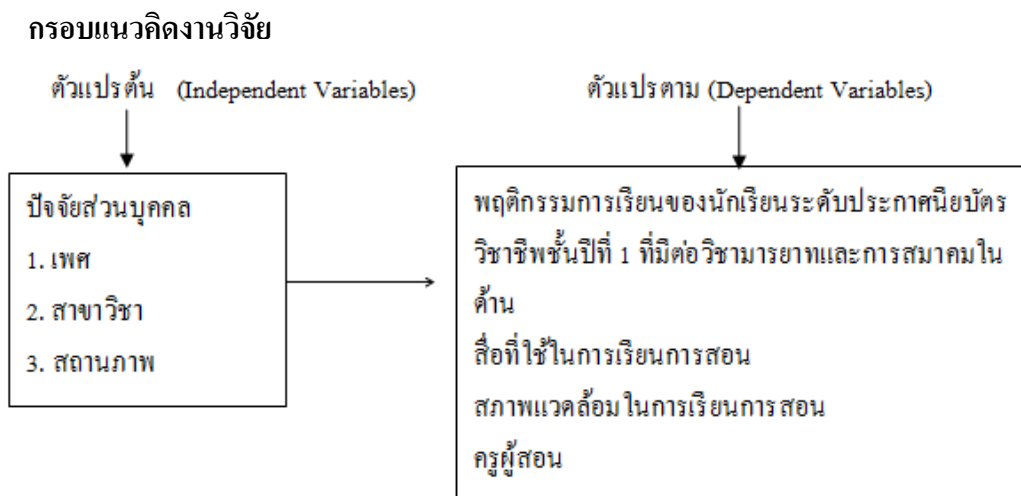 กรอบแนวคิดงานวิจัย
ตัวแปรต้น (Independent Variables)
ตัวแปรตาม (Dependent Variables)
ปัจจัยส่วนบุคคล
1. เพศ
2. สาขาวิชา
3. สถานภาพ
พฤติกรรมการเรียนของนักเรียนระดับประกาศนียบัตร
วิชาชีพชั้นปีที่ 1 ที่มีต่อวิชามารยาทและการสมาคมใน
ด้าน
สื่อที่ใช้ในการเรียนการสอน
สภาพแวดล้อมในการเรียนการสอน
ครูผู้สอน